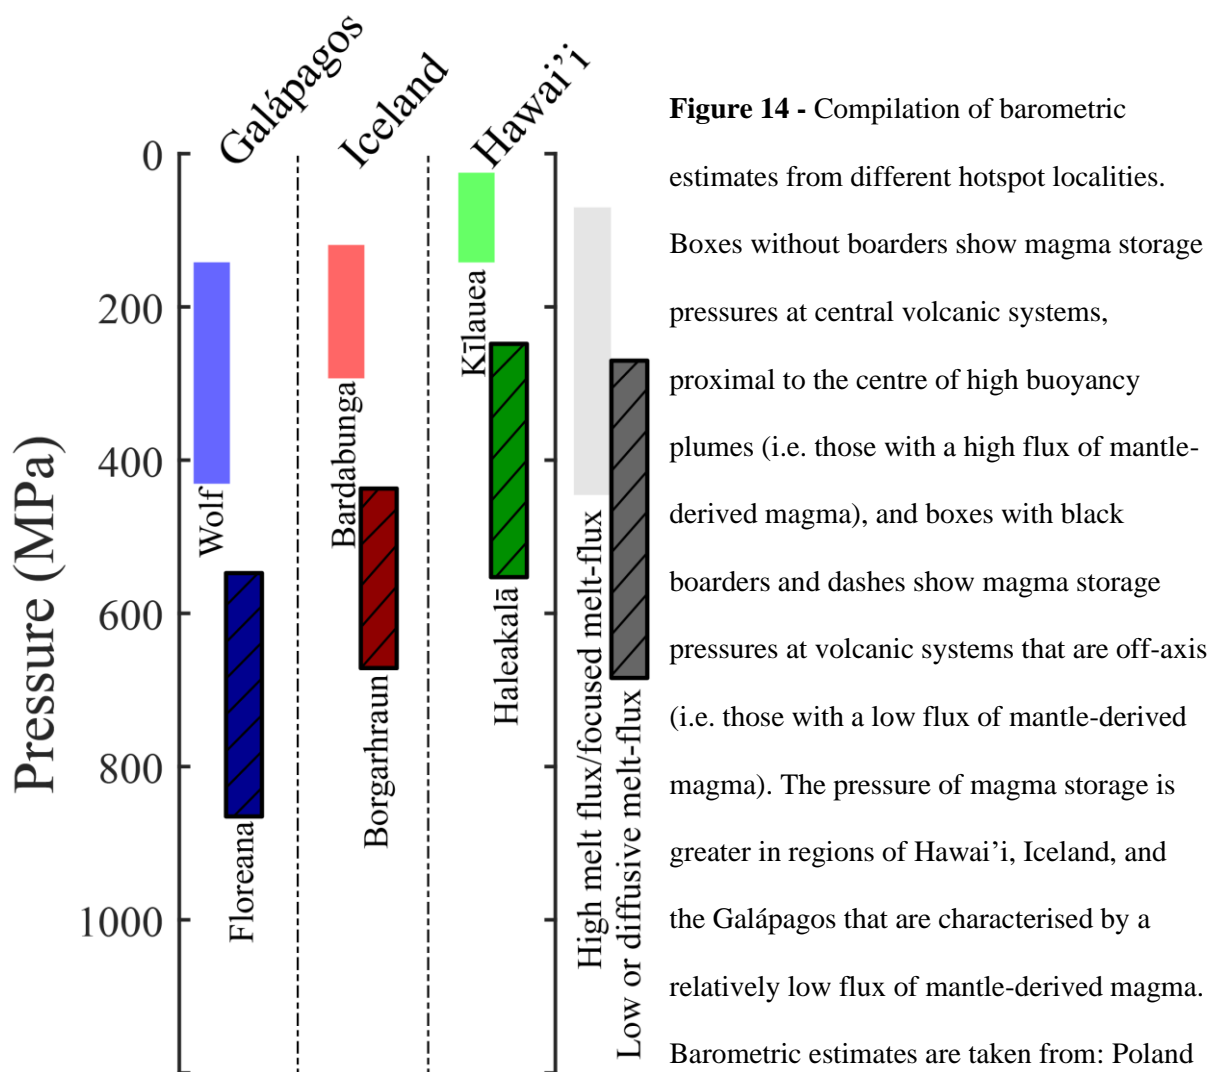 Galápagos
Iceland
Hawai’i
0
200
400
600
800
1000
Pressure (MPa)
Wolf
Floreana
Bardabunga
Borgarhraun
Kīlauea
Haleakalā
High melt flux/focused melt-flux
Low or diffusive melt-flux
Figure 14 - Compilation of barometric
estimates from different hotspot localities.
Boxes without boarders show magma storage
pressures at central volcanic systems,
proximal to the centre of high buoyancy
plumes (i.e. those with a high flux of mantle-
derived magma), and boxes with black
boarders and dashes show magma storage
pressures at volcanic systems that are off-axis
(i.e. those with a low flux of mantle-derived
magma). The pressure of magma storage is
greater in regions of Hawai’i, Iceland, and
the Galápagos that are characterised by a
relatively low flux of mantle-derived magma.
Barometric estimates are taken from: Poland